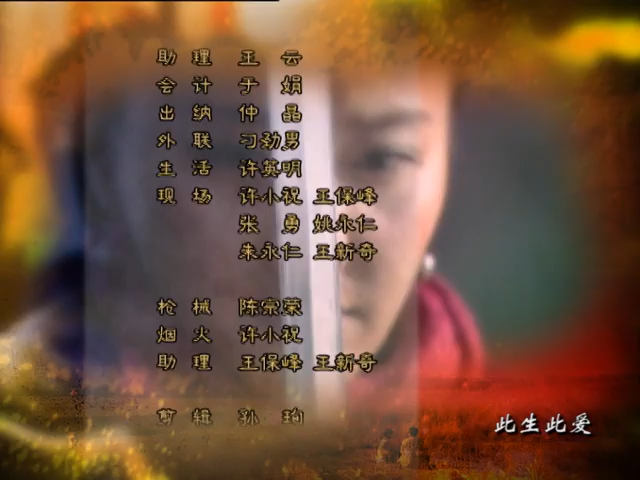 助理 王云
会计 于娟
出纳 仲晶
外联 刁劲男
生活 许英明
现场 许小祝 王保峰
张勇 姚永仁
朱永仁 王新奇
枪械 陈宗荣
烟火 许小祝
助理 王保峰 王新奇
剪辑 孙珣
此生此爱